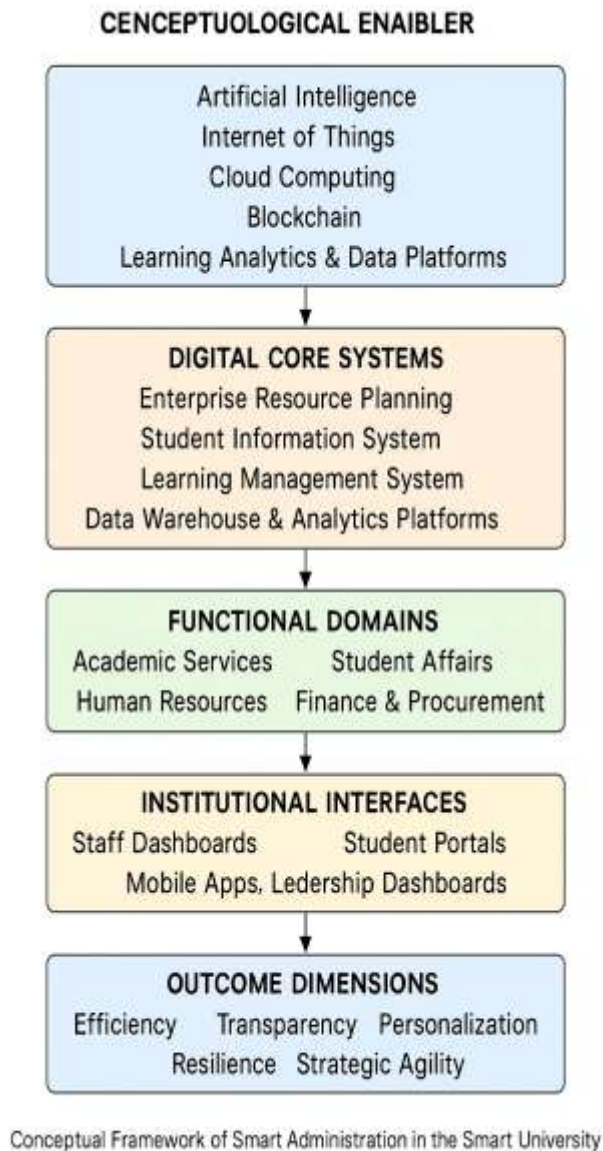 CENCEPTUOLOGICAL ENAIBLER
Artificial Intelligence
Internet of Things
Cloud Computing
Blockchain
Learning Analytics & Data Platforms
DIGITAL CORE SYSTEMS
Enterprise Resource Planning
Student Information System
Learning Management System
Data Warehouse & Analytics Platforms
FUNCTIONAL DOMAINS
Academic Services Student Affairs
Human Resources Finance & Procurement
INSTITUTIONAL INTERFACES
Staff Dashboards Student Portals
Mobile Apps, Ledership Dashboards
OUTCOME DIMENSIONS
Efficiency Transparency Personalization
Resilience Strategic Agility
Conceptual Framework of Smart Administration in the Smart University